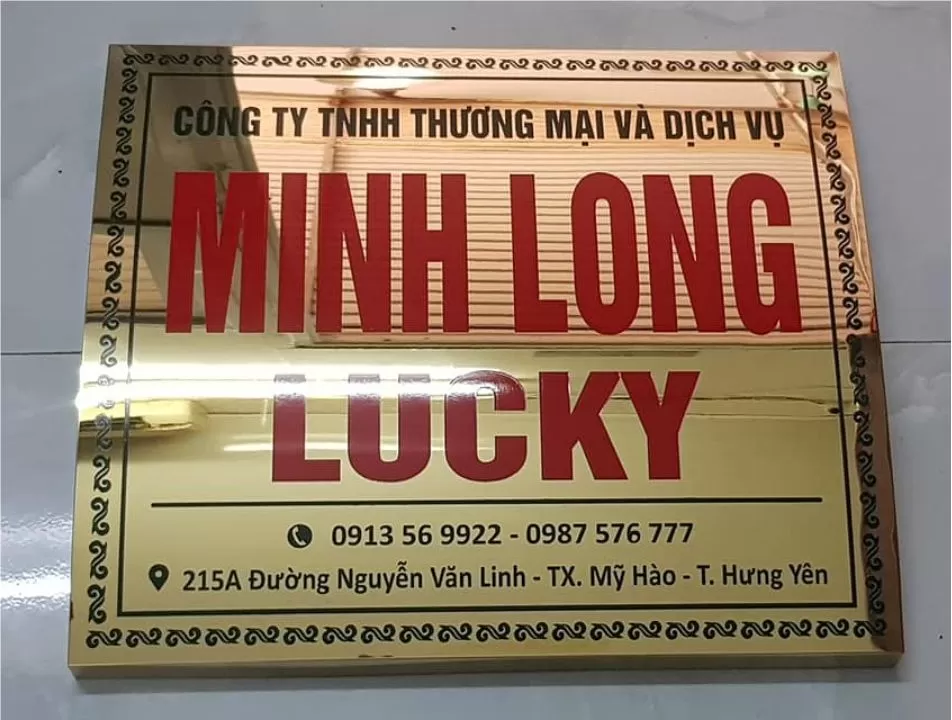 CÔNG TY TNHH THƯƠNG MẠI VÀ DỊCH VỤ
MINH LONG
LUCKY
0913 56 9922 - 0987 576 777
215A Đường Nguyễn Văn Linh - TX. Mỹ Hào - T. Hưng Yên